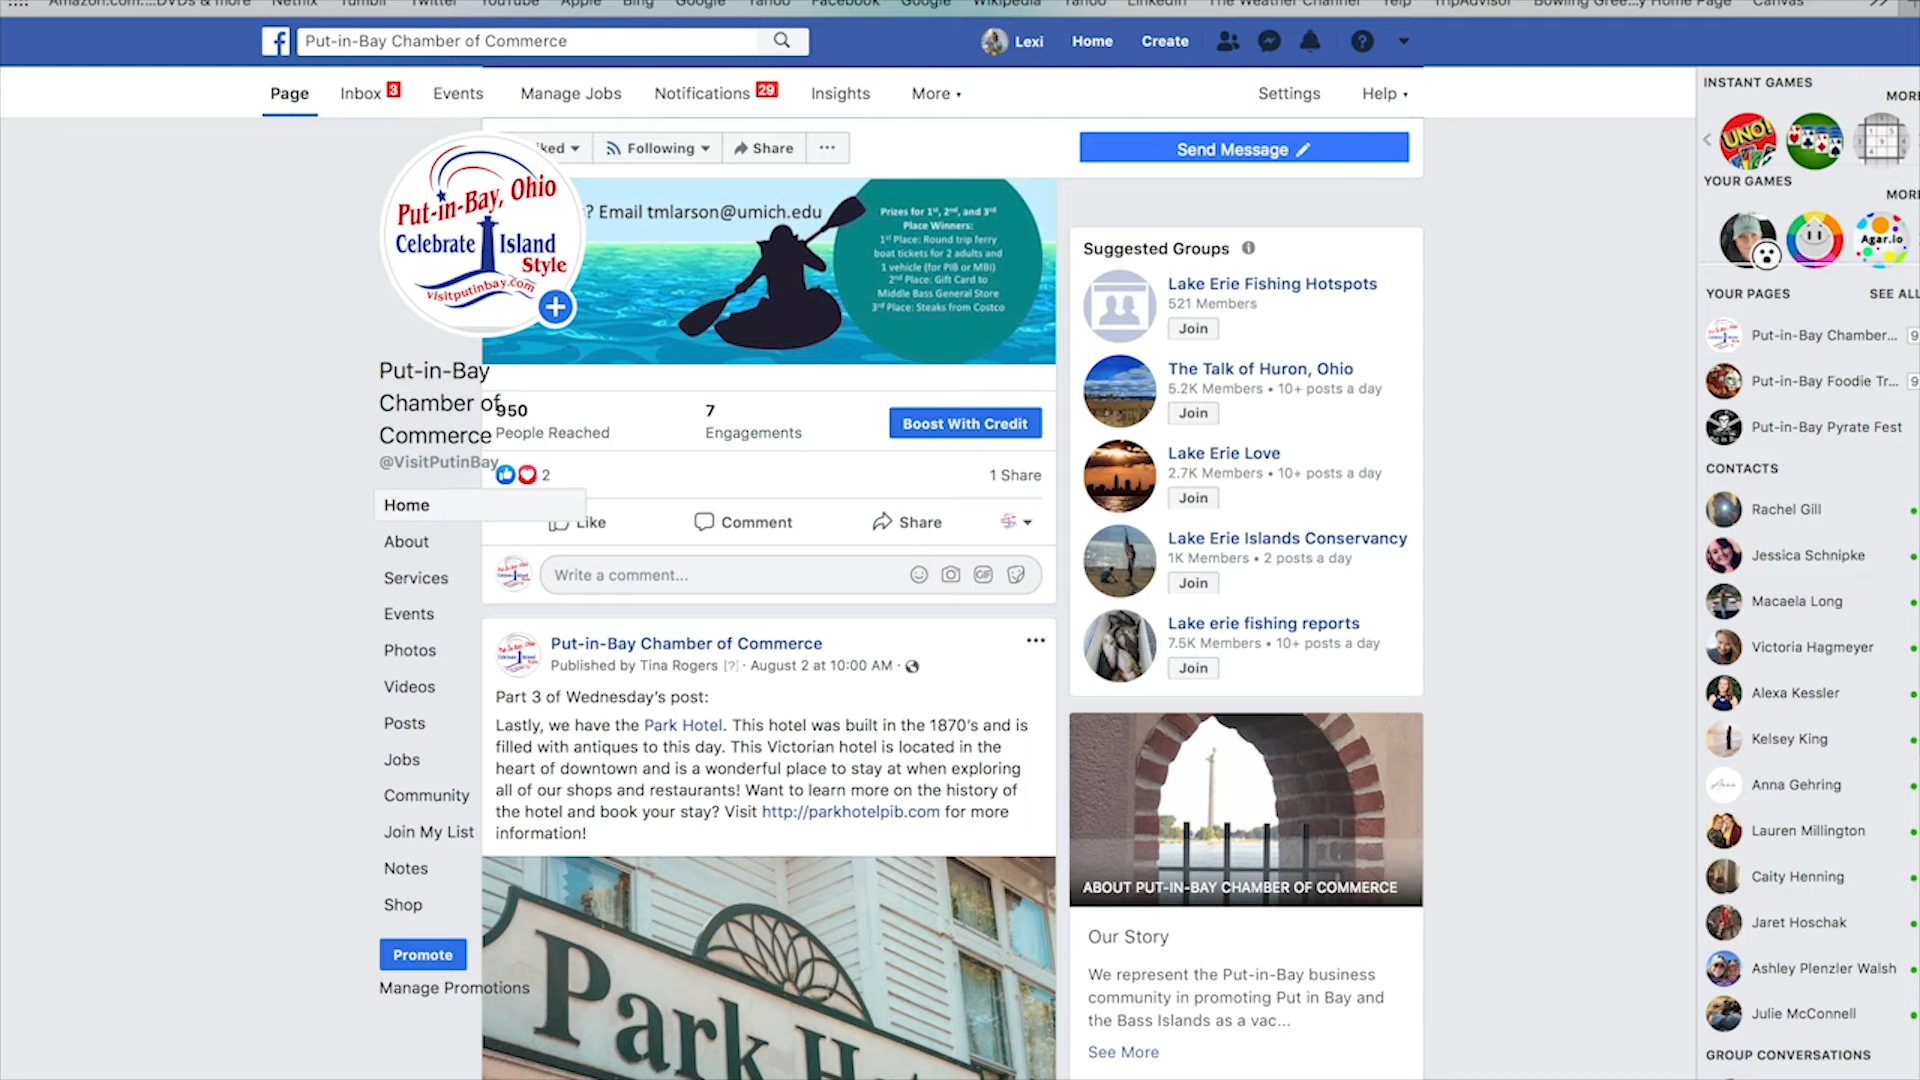 Put-in-Bay Chamber of Commerce
Lexi
Home
Create
Page
Inbox 3
Events
Manage Jobs
Notifications 29
Insights
More
Settings
Help
Following
Share
Send Message
Put-in-Bay, Ohio
Celebrate Island
Style
visitputinbay.com
? Email tmlarson@umich.edu
Prizes for 1st, 2nd, and 3rd
Place Winners:
1st Place: Round trip ferry
boat tickets for 2 adults and
1 vehicle (for PIB or MBI)
2nd Place: Gift Card to
Middle Bass General Store
3rd Place: Steaks from Costco
Put-in-Bay
Chamber of
Commerce
@VisitPutinBay
Home
About
Services
Events
Photos
Videos
Posts
Jobs
Community
Join My List
Notes
Shop
Promote
Manage Promotions
950
People Reached
7
Engagements
Boost With Credit
2
1 Share
Like
Comment
Share
Write a comment...
GIF
Put-in-Bay Chamber of Commerce
Published by Tina Rogers [?] · August 2 at 10:00 AM ·
Part 3 of Wednesday's post:
Lastly, we have the Park Hotel. This hotel was built in the 1870's and is
filled with antiques to this day. This Victorian hotel is located in the
heart of downtown and is a wonderful place to stay at when exploring
all of our shops and restaurants! Want to learn more on the history of
the hotel and book your stay? Visit http://parkhotelpib.com for more
information!
Park
Suggested Groups
Lake Erie Fishing Hotspots
521 Members
Join
The Talk of Huron, Ohio
5.2K Members • 10+ posts a day
Join
Lake Erie Love
2.7K Members • 10+ posts a day
Join
Lake Erie Islands Conservancy
1K Members • 2 posts a day
Join
Lake erie fishing reports
7.5K Members • 10+ posts a day
Join
ABOUT PUT-IN-BAY CHAMBER OF COMMERCE
Our Story
We represent the Put-in-Bay business
community in promoting Put in Bay and
the Bass Islands as a vac...
See More
INSTANT GAMES
MORE
UNO!
YOUR GAMES
MORE
Agar.io
YOUR PAGES
SEE ALL
Put-in-Bay Chamber... 9
Put-in-Bay Foodie Tr... 9
Put-in-Bay Pyrate Fest
CONTACTS
Rachel Gill
Jessica Schnipke
Macaela Long
Victoria Hagmeyer
Alexa Kessler
Kelsey King
Anna Gehring
Lauren Millington
Caity Henning
Jaret Hoschak
Ashley Plenzler Walsh
Julie McConnell
GROUP CONVERSATIONS